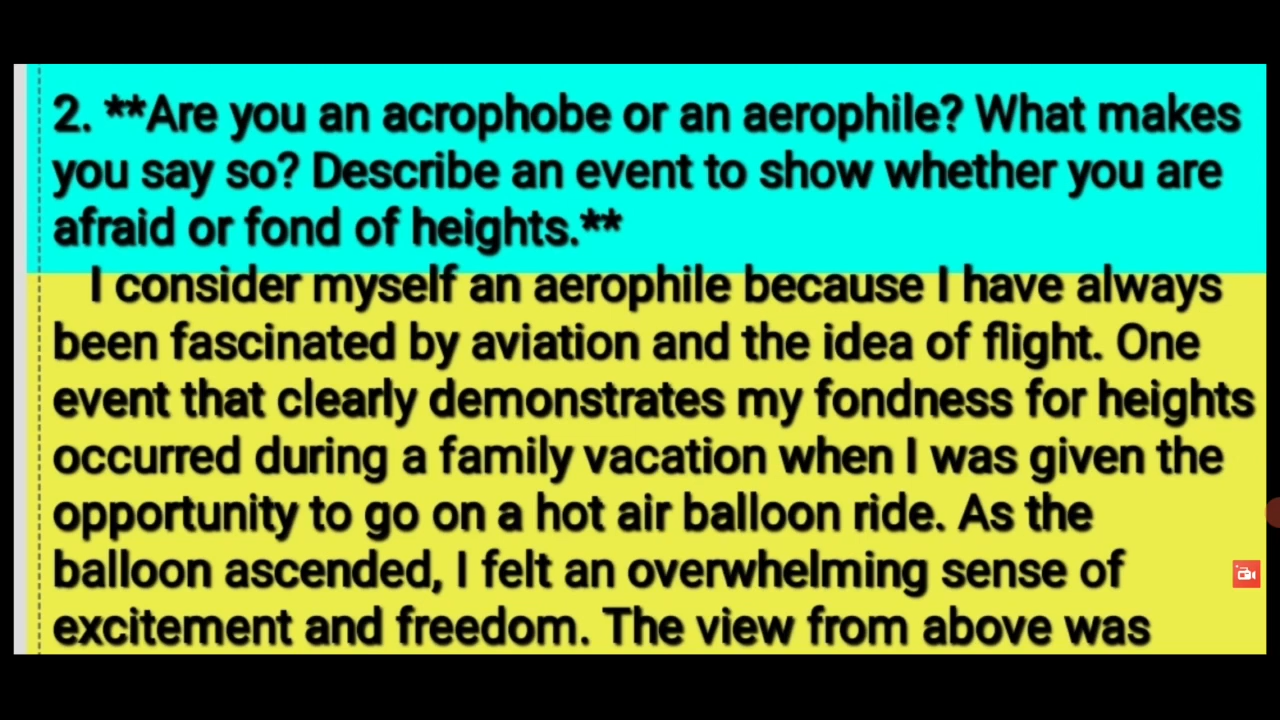 2. **Are you an acrophobe or an aerophile? What makes
you say so? Describe an event to show whether you are
afraid or fond of heights.**
I consider myself an aerophile because I have always
been fascinated by aviation and the idea of flight. One
event that clearly demonstrates my fondness for heights
occurred during a family vacation when I was given the
opportunity to go on a hot air balloon ride. As the
balloon ascended, I felt an overwhelming sense of
excitement and freedom. The view from above was